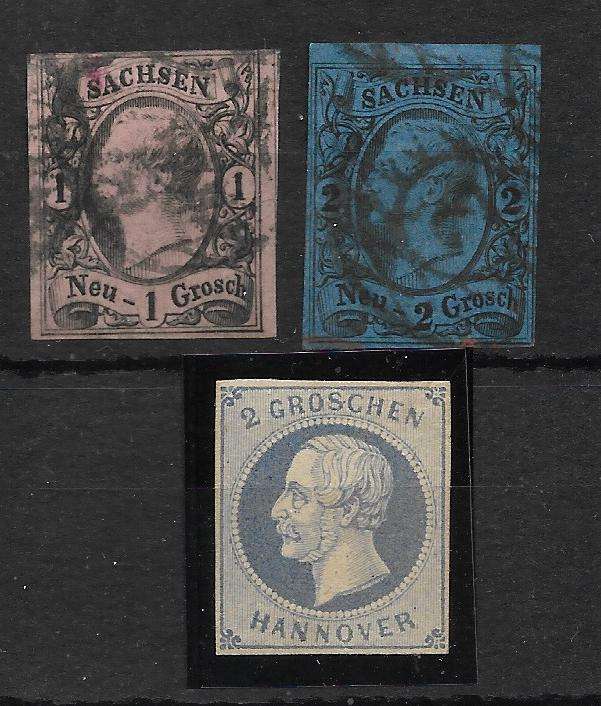 SACHSEN
1 1
Neu - 1 Grosch
SACHSEN
2 2
Neu - 2 Grosch
2 GROSCHEN
HANNOVER